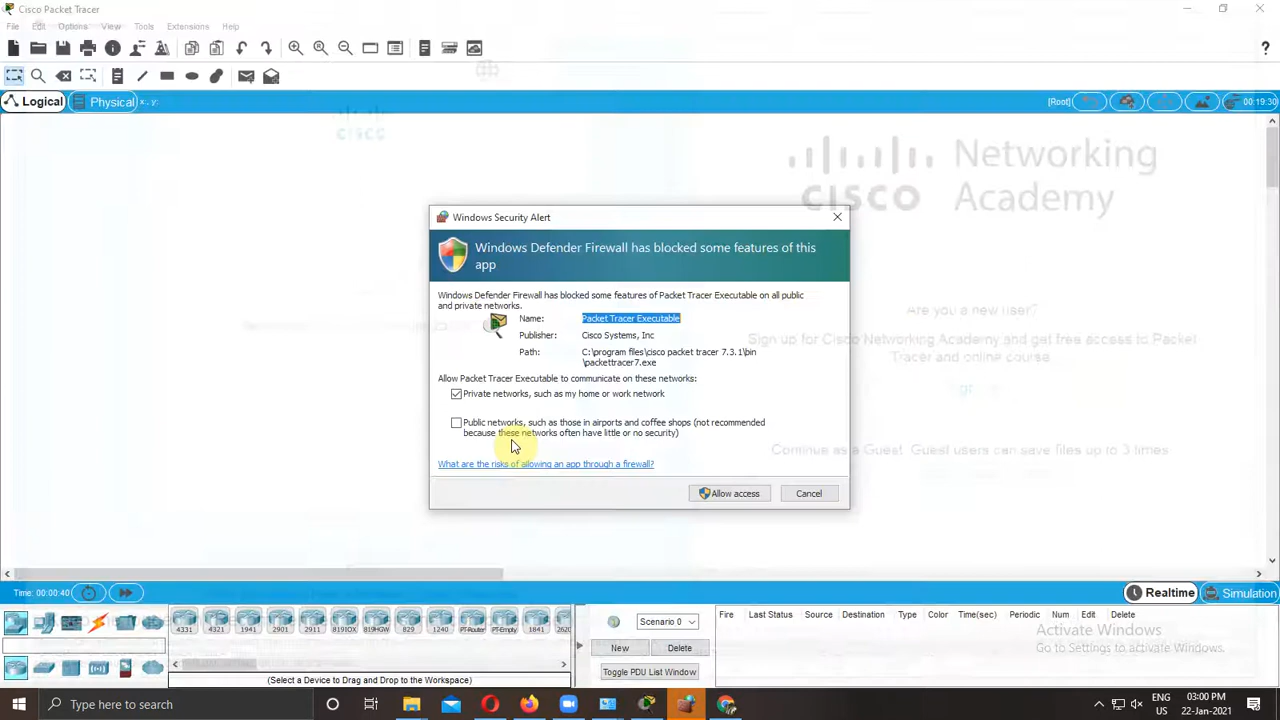 Cisco Packet Tracer
File Edit Options View Tools Extensions Help
Logical Physical x , y: [Root] 00:19:30
CISCO
Networking
CISCO Academy
Windows Security Alert
Windows Defender Firewall has blocked some features of this
app
Windows Defender Firewall has blocked some features of Packet Tracer Executable on all public
and private networks.
Name: Packet Tracer Executable
Publisher: Cisco Systems, Inc
Path: C:\program files\cisco packet tracer 7.3.1\bin
\packettracer7.exe
Allow Packet Tracer Executable to communicate on these networks:
Private networks, such as my home or work network
Public networks, such as those in airports and coffee shops (not recommended
because these networks often have little or no security)
What are the risks of allowing an app through a firewall?
Allow access Cancel
Are you a new user?
Sign up for Cisco Networking Academy and get free access to Packet
Tracer and online course.
Continue as a Guest. Guest users can save files up to 3 times
Time: 00:00:40 Realtime Simulation
4331 4321 1941 2901 2911 819IOX 819HGW 829 1240 PT-Router PT-Empty 1841 2620
(Select a Device to Drag and Drop to the Workspace)
Scenario 0
New Delete
Toggle PDU List Window
Fire Last Status Source Destination Type Color Time(sec) Periodic Num Edit Delete
Activate Windows
Go to Settings to activate Windows.
Type here to search
ENG
US
03:00 PM
22-Jan-2021